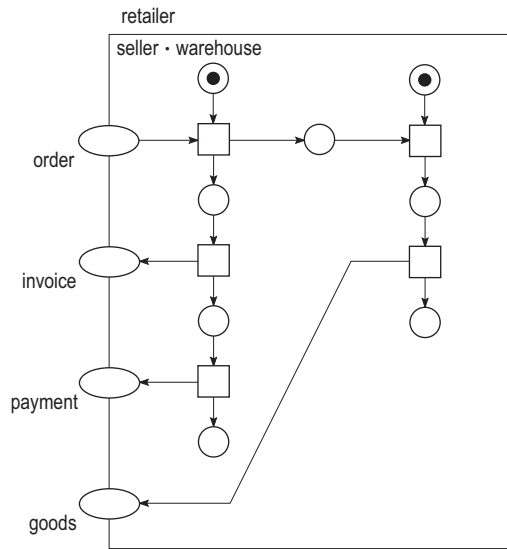 retailer
seller · warehouse
order
invoice
payment
goods